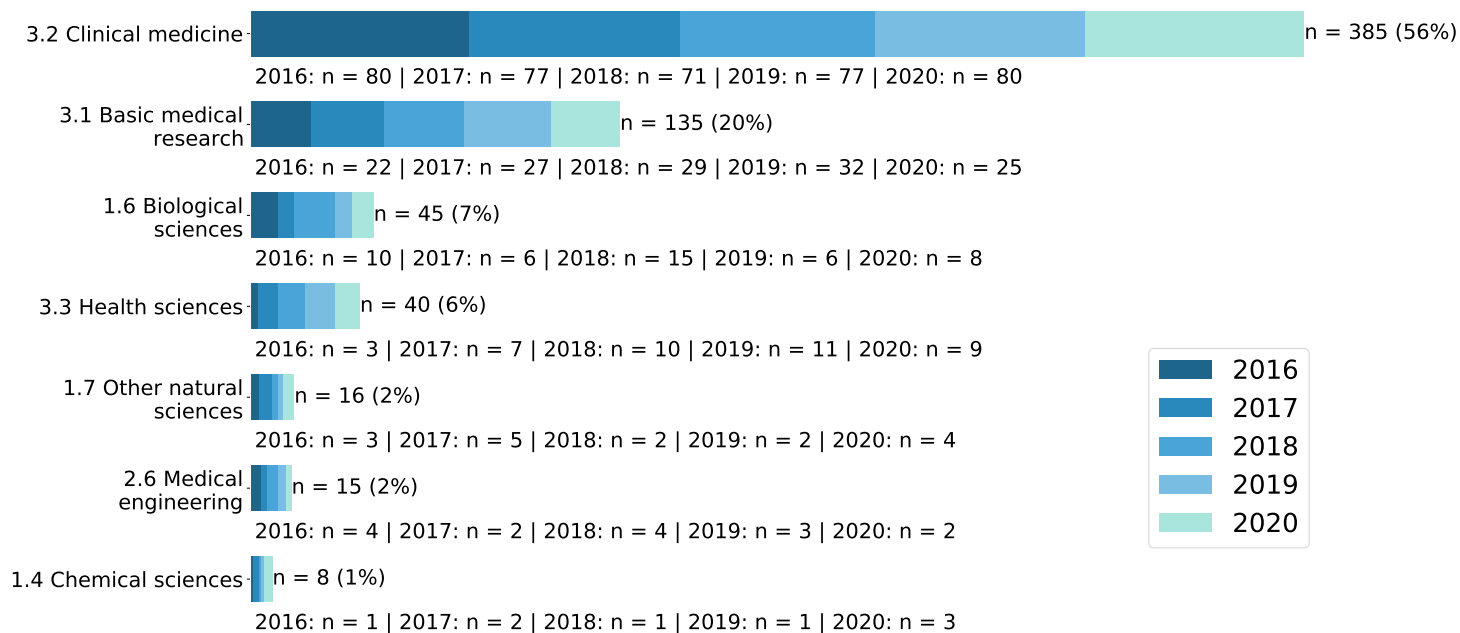 3.2 Clinical medicine
n = 385 (56%)
2016: n = 80 | 2017: n = 77 | 2018: n = 71 | 2019: n = 77 | 2020: n = 80
3.1 Basic medical
research
n = 135 (20%)
2016: n = 22 | 2017: n = 27 | 2018: n = 29 | 2019: n = 32 | 2020: n = 25
1.6 Biological
sciences
n = 45 (7%)
2016: n = 10 | 2017: n = 6 | 2018: n = 15 | 2019: n = 6 | 2020: n = 8
3.3 Health sciences
n = 40 (6%)
2016: n = 3 | 2017: n = 7 | 2018: n = 10 | 2019: n = 11 | 2020: n = 9
1.7 Other natural
sciences
n = 16 (2%)
2016: n = 3 | 2017: n = 5 | 2018: n = 2 | 2019: n = 2 | 2020: n = 4
2.6 Medical
engineering
n = 15 (2%)
2016: n = 4 | 2017: n = 2 | 2018: n = 4 | 2019: n = 3 | 2020: n = 2
1.4 Chemical sciences
n = 8 (1%)
2016: n = 1 | 2017: n = 2 | 2018: n = 1 | 2019: n = 1 | 2020: n = 3
2016
2017
2018
2019
2020